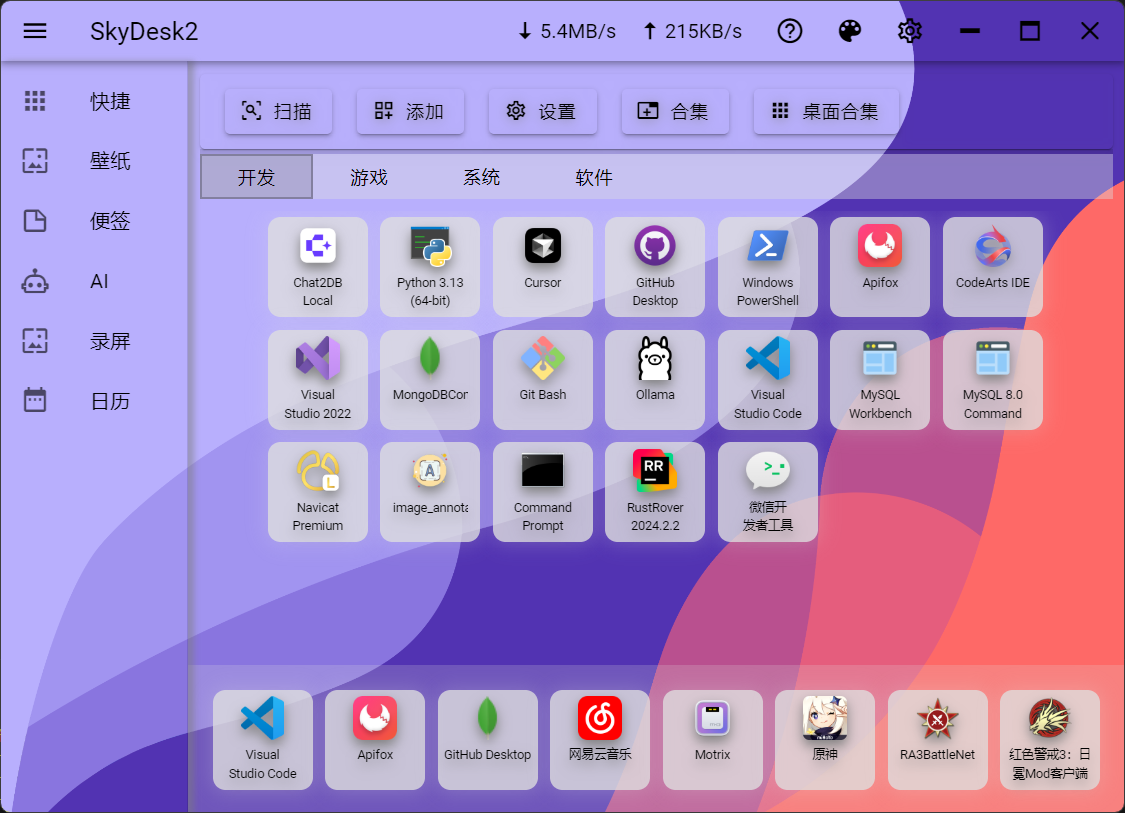 SkyDesk2
5.4MB/s
215KB/s
快捷
壁纸
便签
AI
录屏
日历
扫描
添加
设置
合集
桌面合集
开发
游戏
系统
软件
Chat2DB
Local
Python 3.13
(64-bit)
Cursor
GitHub
Desktop
Windows
PowerShell
Apifox
CodeArts IDE
Visual
Studio 2022
MongoDBCor
Git Bash
Ollama
Visual
Studio Code
MySQL
Workbench
MySQL 8.0
Command
L
Navicat
Premium
A
image_annota
Command
Prompt
RR
RustRover
2024.2.2
微信开
发者工具
Visual
Studio Code
Apifox
GitHub Desktop
网易云音乐
Motrix
原神
RA3BattleNet
红色警戒3：日
冕Mod客户端